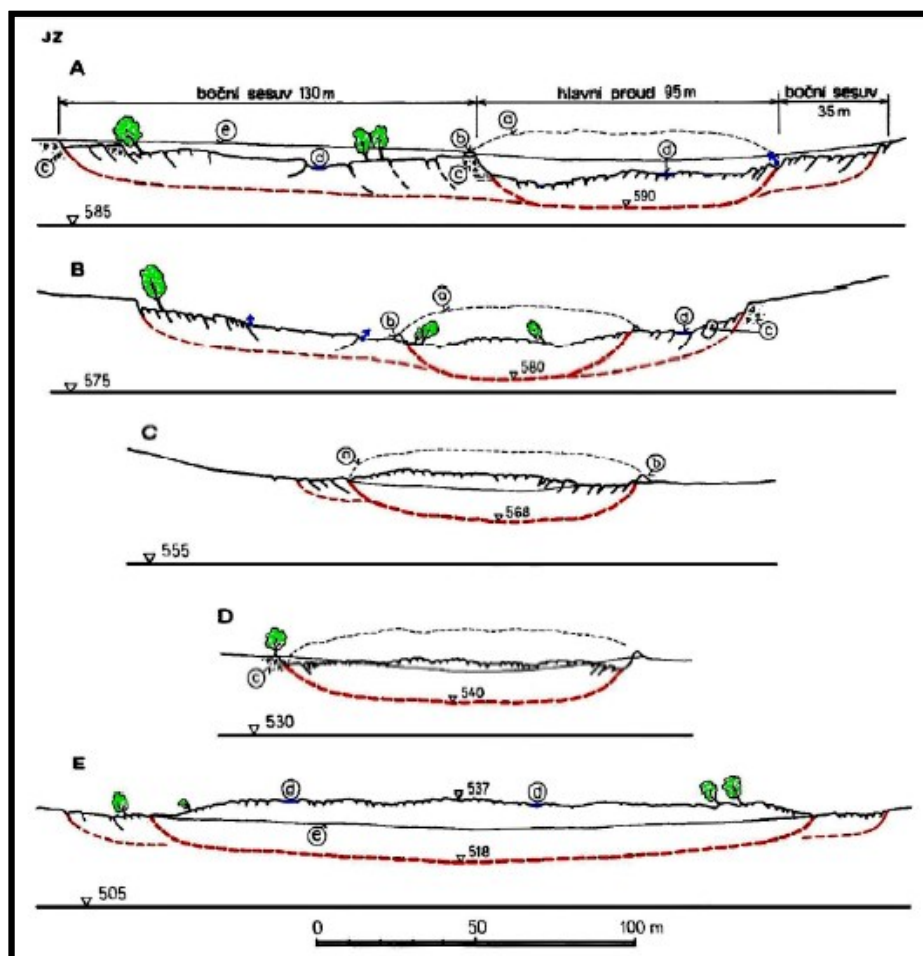 JZ
A
boční sesuv 130 m
hlavní proud 95 m
boční sesuv
35 m
e
a
b
d
d
c
c
590
585
B
a
b
d
c
580
575
C
a
b
568
555
D
c
540
530
E
d
537
d
e
518
505
0 50 100 m